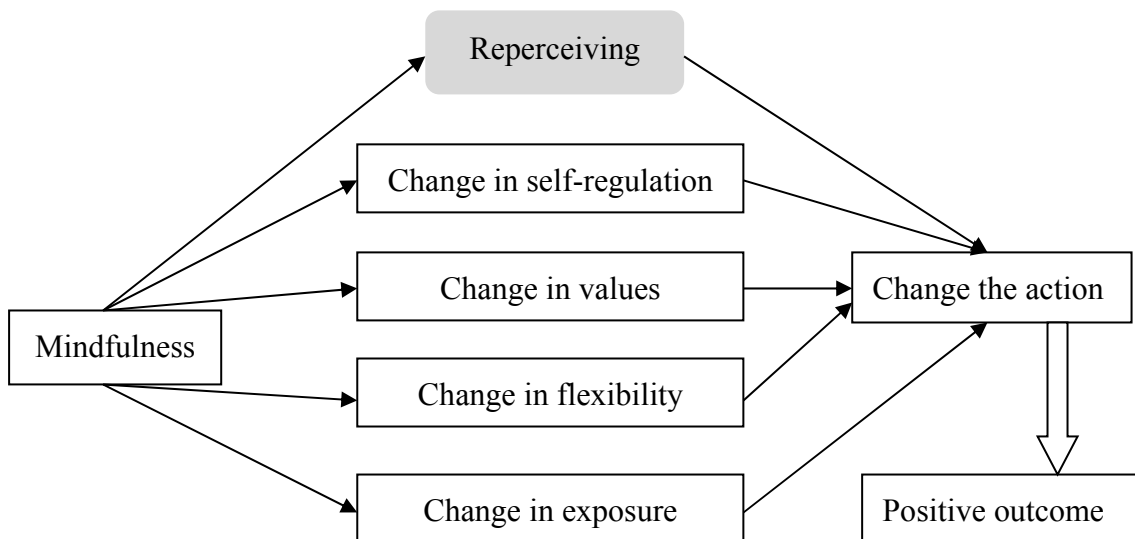 Reperceiving
Change in self-regulation
Change in values
Change the action
Mindfulness
Change in flexibility
Change in exposure
Positive outcome